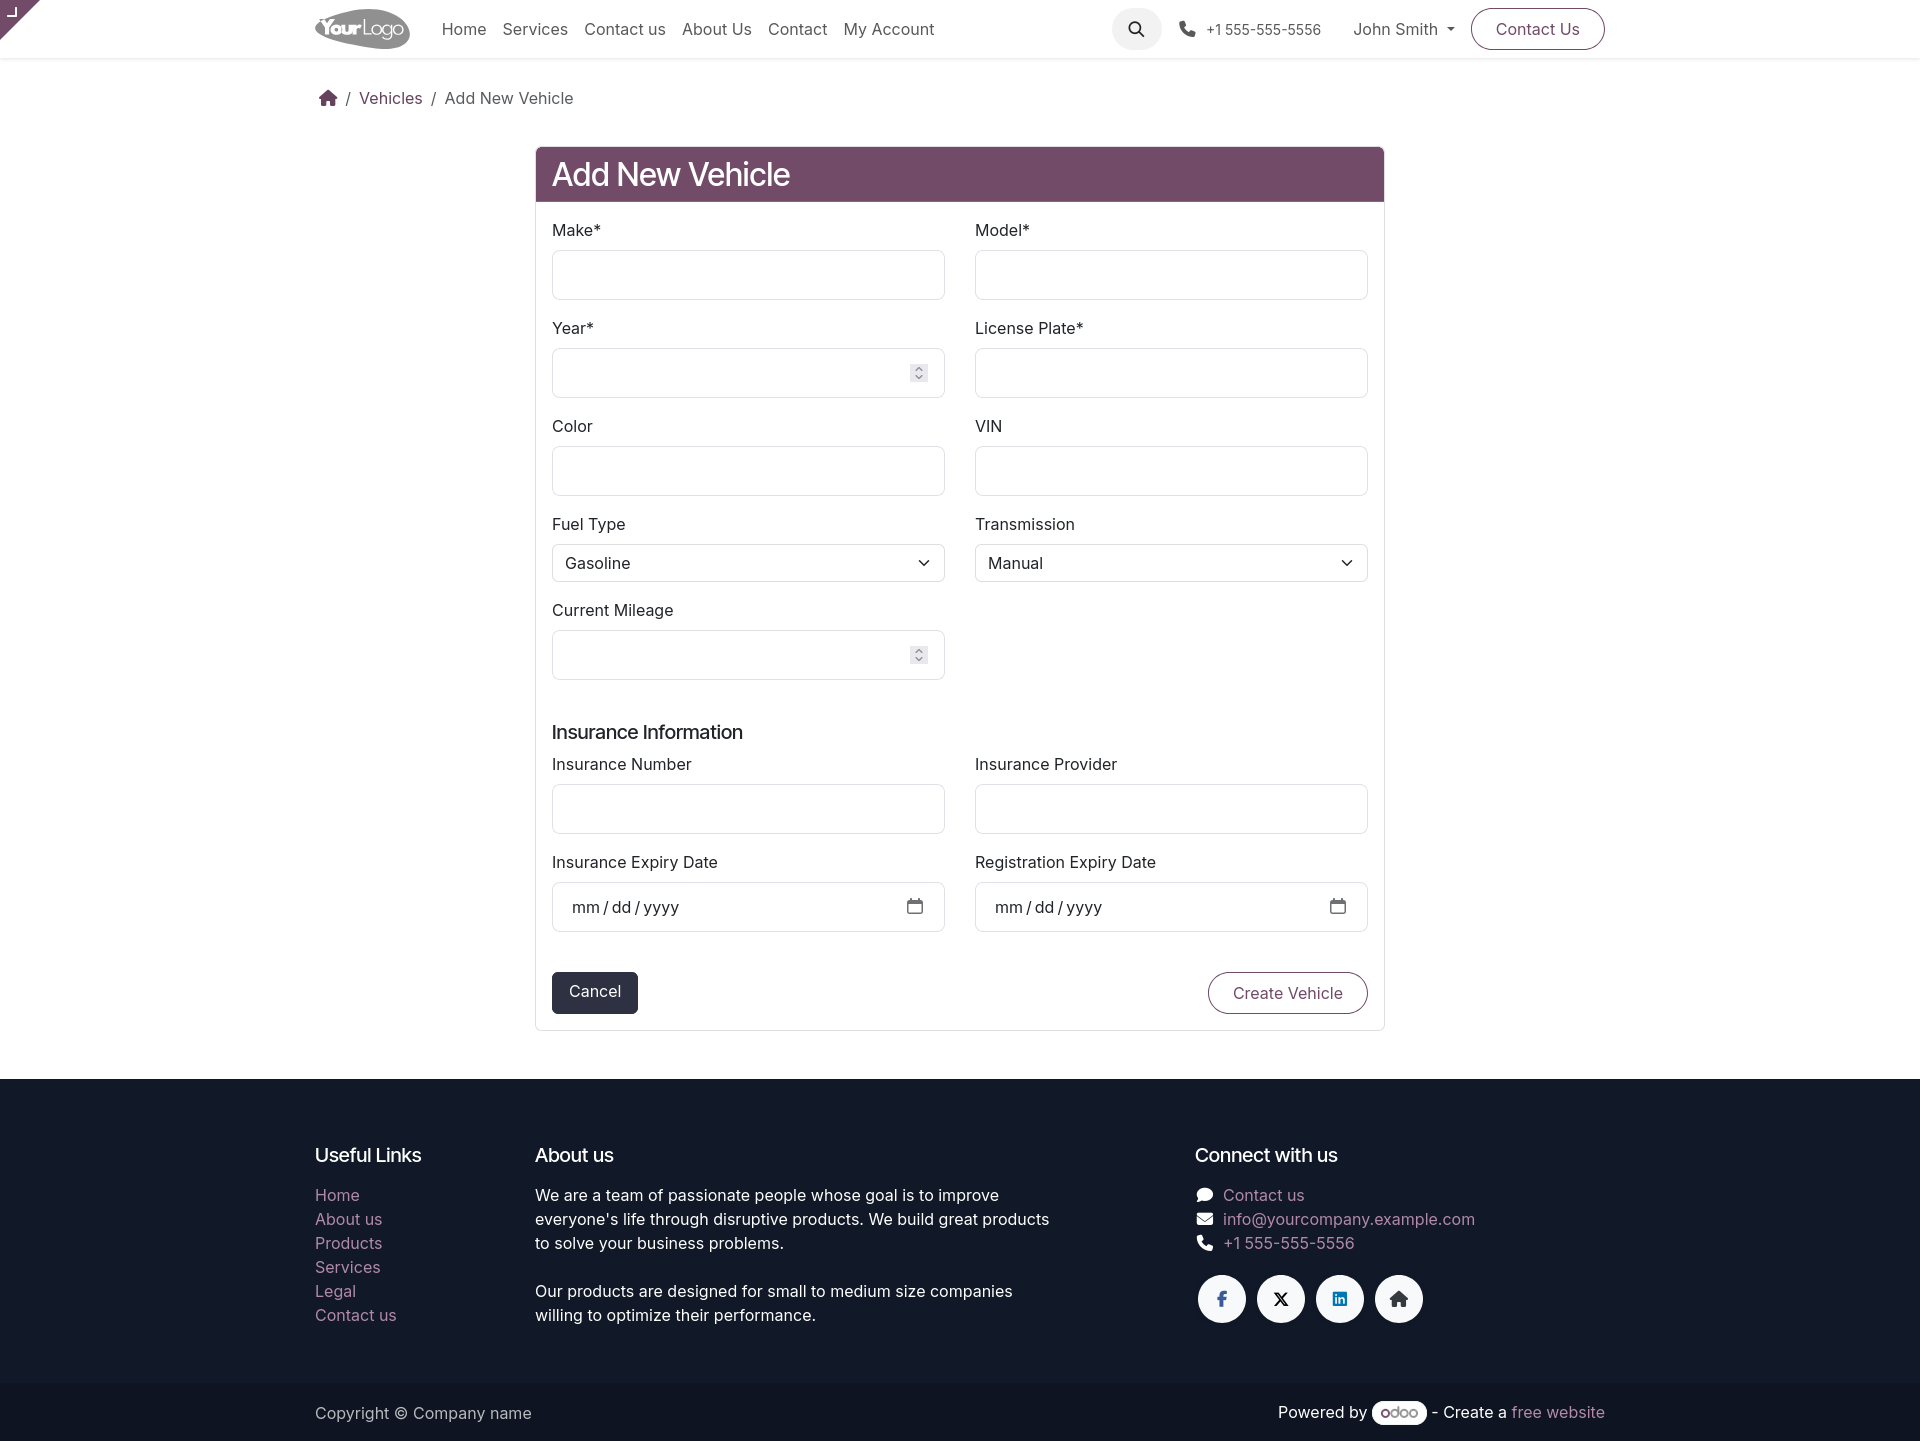 YourLogo
Home Services Contact us About Us Contact My Account
+1 555-555-5556
John Smith
Contact Us
/ Vehicles / Add New Vehicle
Add New Vehicle
Make* Model*
Year* License Plate*
Color VIN
Fuel Type Transmission
Gasoline Manual
Current Mileage
Insurance Information
Insurance Number Insurance Provider
Insurance Expiry Date Registration Expiry Date
mm/dd/yyyy mm/dd/yyyy
Cancel Create Vehicle
Useful Links
Home
About us
Products
Services
Legal
Contact us
About us
We are a team of passionate people whose goal is to improve
everyone's life through disruptive products. We build great products
to solve your business problems.
Our products are designed for small to medium size companies
willing to optimize their performance.
Connect with us
Contact us
info@yourcompany.example.com
+1 555-555-5556
Copyright © Company name
Powered by odoo - Create a free website